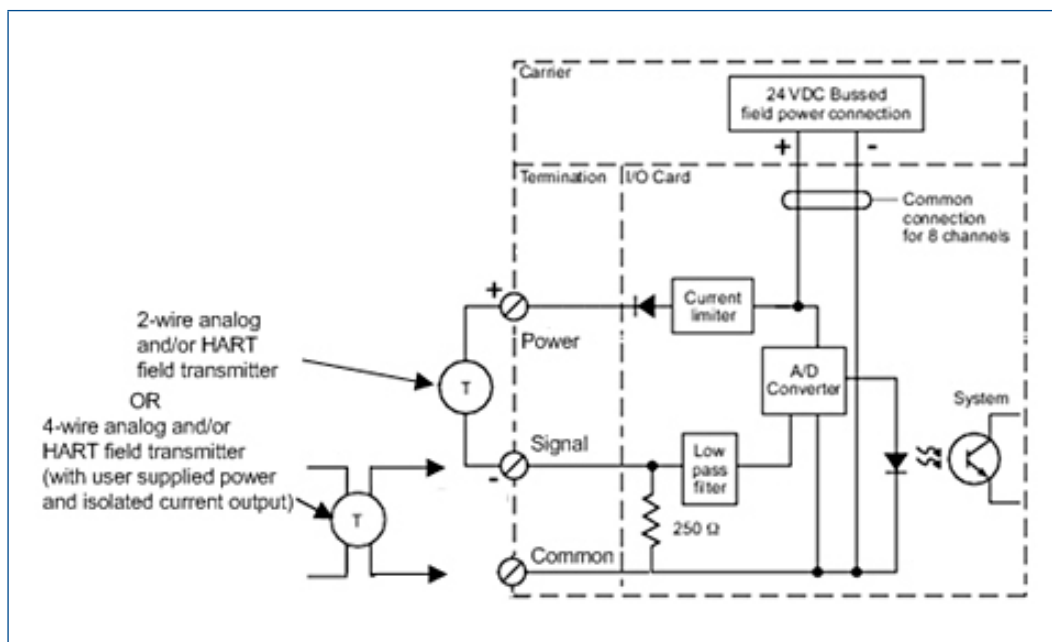 Carrier
24 VDC Bussed
field power connection
+
-
Termination
I/O Card
Common
connection
for 8 channels
+
Power
Current
limiter
2-wire analog
and/or HART
field transmitter
OR
4-wire analog and/or
HART field transmitter
(with user supplied power
and isolated current output)
T
A/D
Converter
System
Signal
-
Low
pass
filter
T
250 Ω
Common